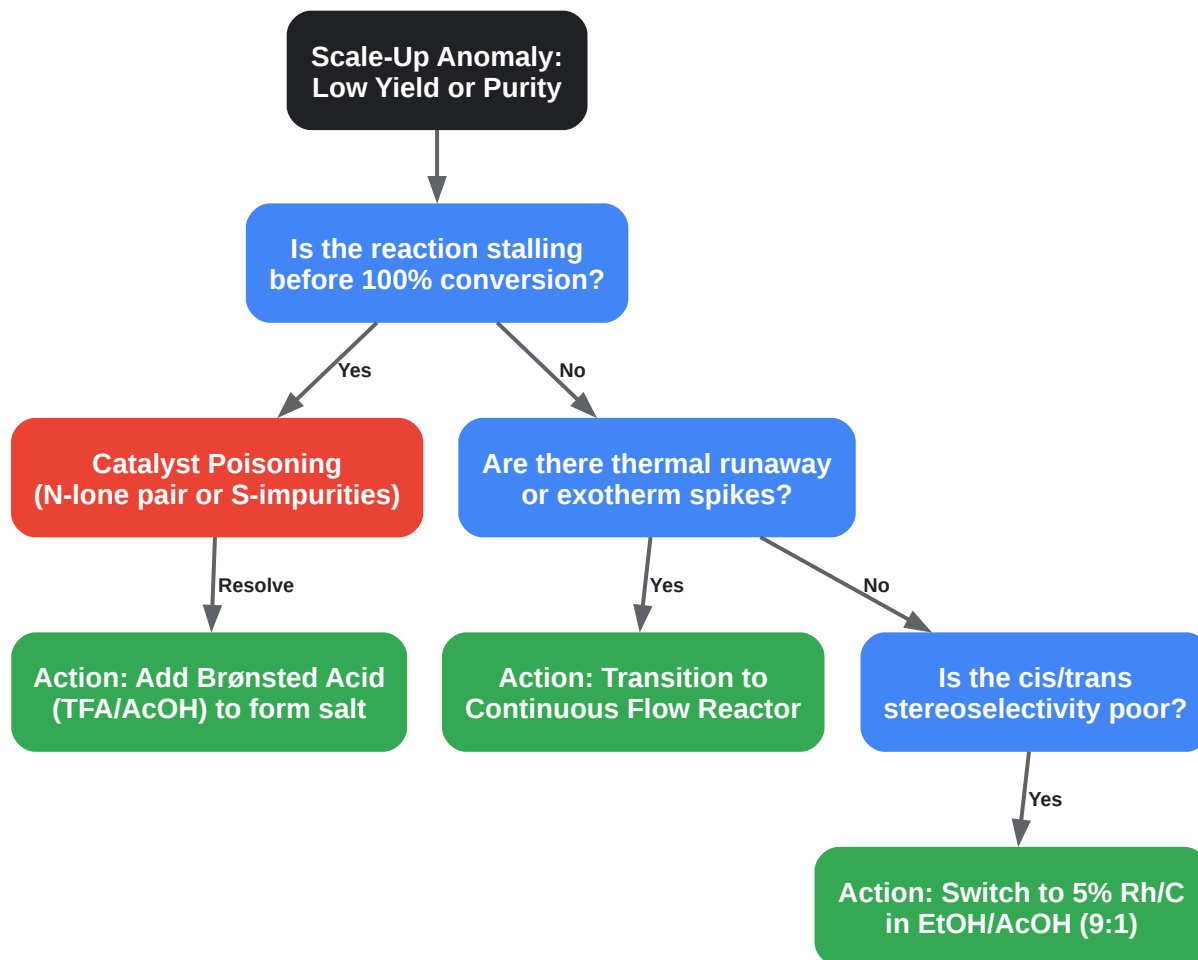 Scale-Up Anomaly:
Low Yield or Purity
Is the reaction stalling
before 100% conversion?
Yes
No
Catalyst Poisoning
(N-lone pair or S-impurities)
Are there thermal runaway
or exotherm spikes?
Resolve
Yes
No
Action: Add Brønsted Acid
(TFA/AcOH) to form salt
Action: Transition to
Continuous Flow Reactor
Is the cis/trans
stereoselectivity poor?
Yes
Action: Switch to 5% Rh/C
in EtOH/AcOH (9:1)